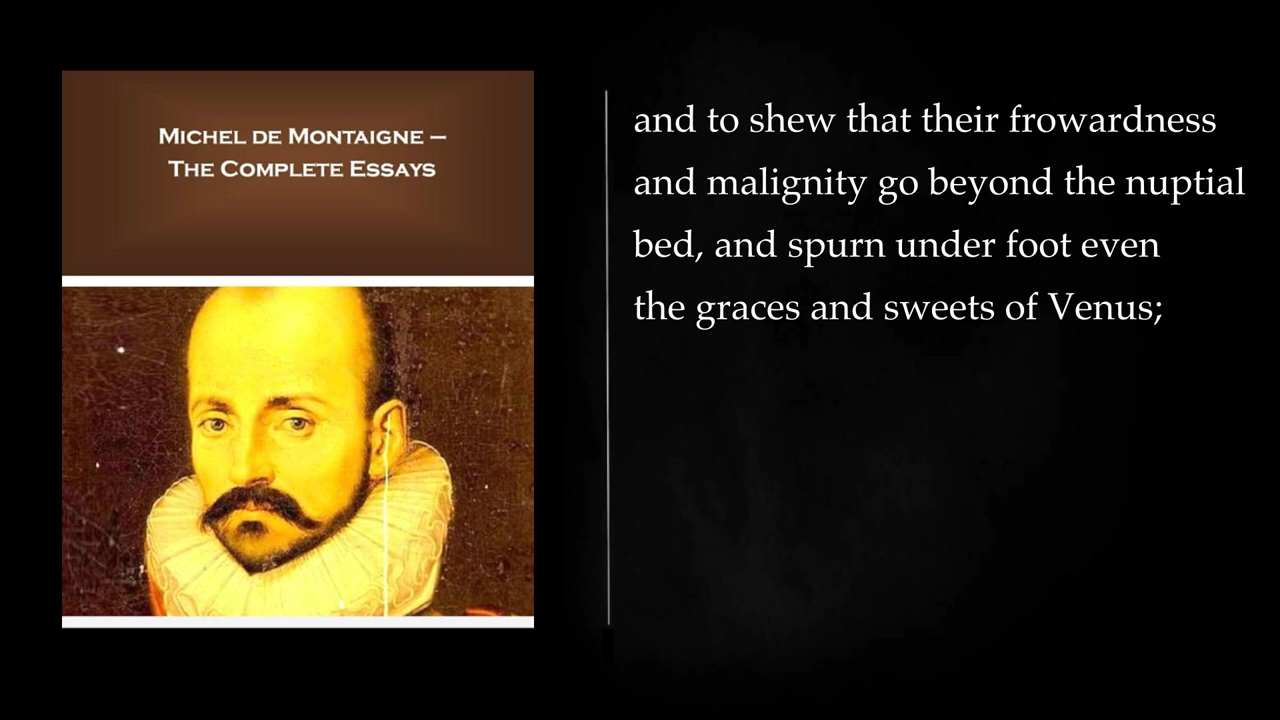 MICHEL DE MONTAIGNE –
THE COMPLETE ESSAYS
and to shew that their frowardness
and malignity go beyond the nuptial
bed, and spurn under foot even
the graces and sweets of Venus;